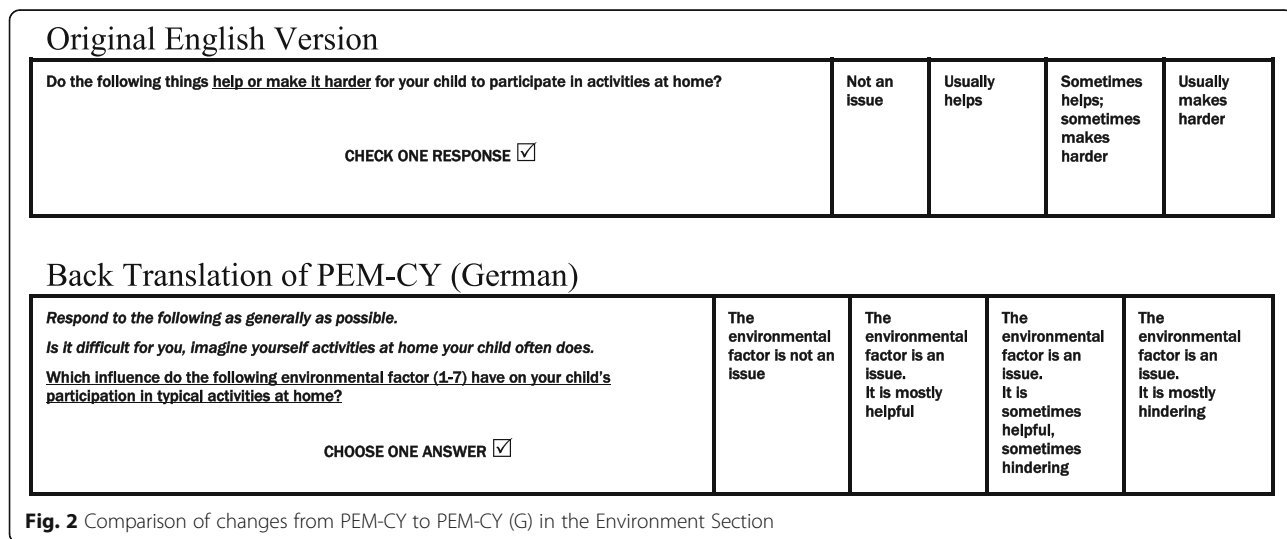 Original English Version
Do the following things help or make it harder for your child to participate in activities at home?
CHECK ONE RESPONSE ☑
Not an
issue
Usually
helps
Sometimes
helps;
sometimes
makes
harder
Usually
makes
harder
Back Translation of PEM-CY (German)
Respond to the following as generally as possible.
Is it difficult for you, imagine yourself activities at home your child often does.
Which influence do the following environmental factor (1-7) have on your child's
participation in typical activities at home?
CHOOSE ONE ANSWER ☑
The
environmental
factor is not an
issue
The
environmental
factor is an
issue.
It is mostly
helpful
The
environmental
factor is an
issue.
It is
sometimes
helpful,
sometimes
hindering
The
environmental
factor is an
issue.
It is mostly
hindering
Fig. 2 Comparison of changes from PEM-CY to PEM-CY (G) in the Environment Section